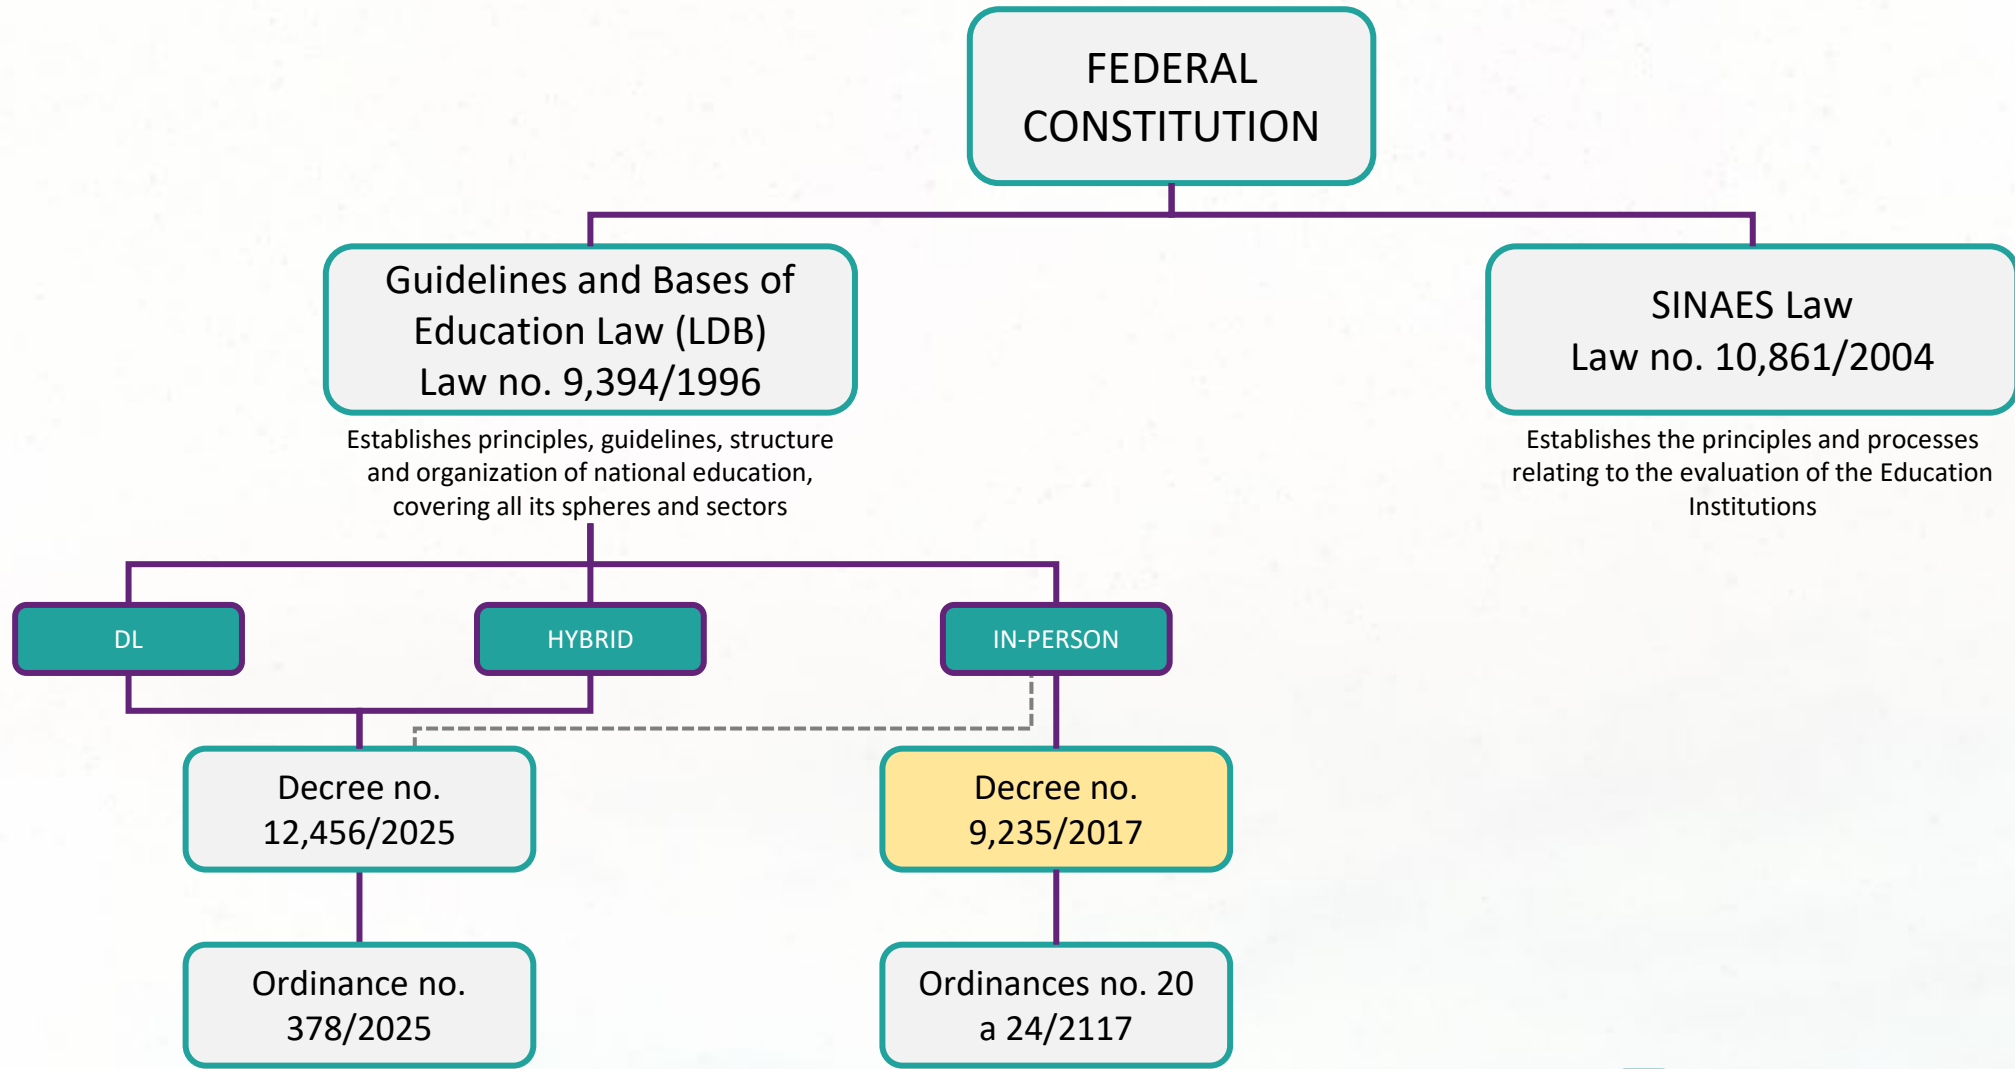 FEDERAL
CONSTITUTION
Guidelines and Bases of
Education Law (LDB)
Law no. 9,394/1996
Establishes principles, guidelines, structure
and organization of national education,
covering all its spheres and sectors
SINAES Law
Law no. 10,861/2004
Establishes the principles and processes
relating to the evaluation of the Education
Institutions
DL
HYBRID
IN-PERSON
Decree no.
12,456/2025
Decree no.
9,235/2017
Ordinance no.
378/2025
Ordinances no. 20
a 24/2117